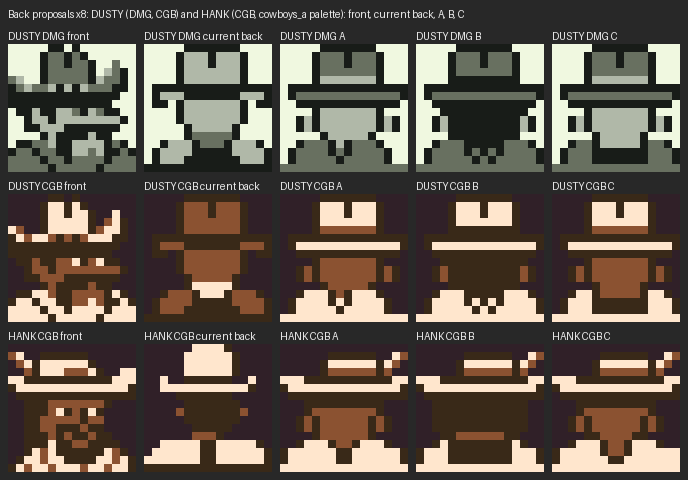 Back proposals x8: DUSTY (DMG, CGB) and HANK (CGB, cowboys_a palette): front, current back, A, B, C
DUSTY DMG front DUSTY DMG current back DUSTY DMG A DUSTY DMG B DUSTY DMG C
DUSTY CGB front DUSTY CGB current back DUSTY CGB A DUSTY CGB B DUSTY CGB C
HANK CGB front HANK CGB current back HANK CGB A HANK CGB B HANK CGB C